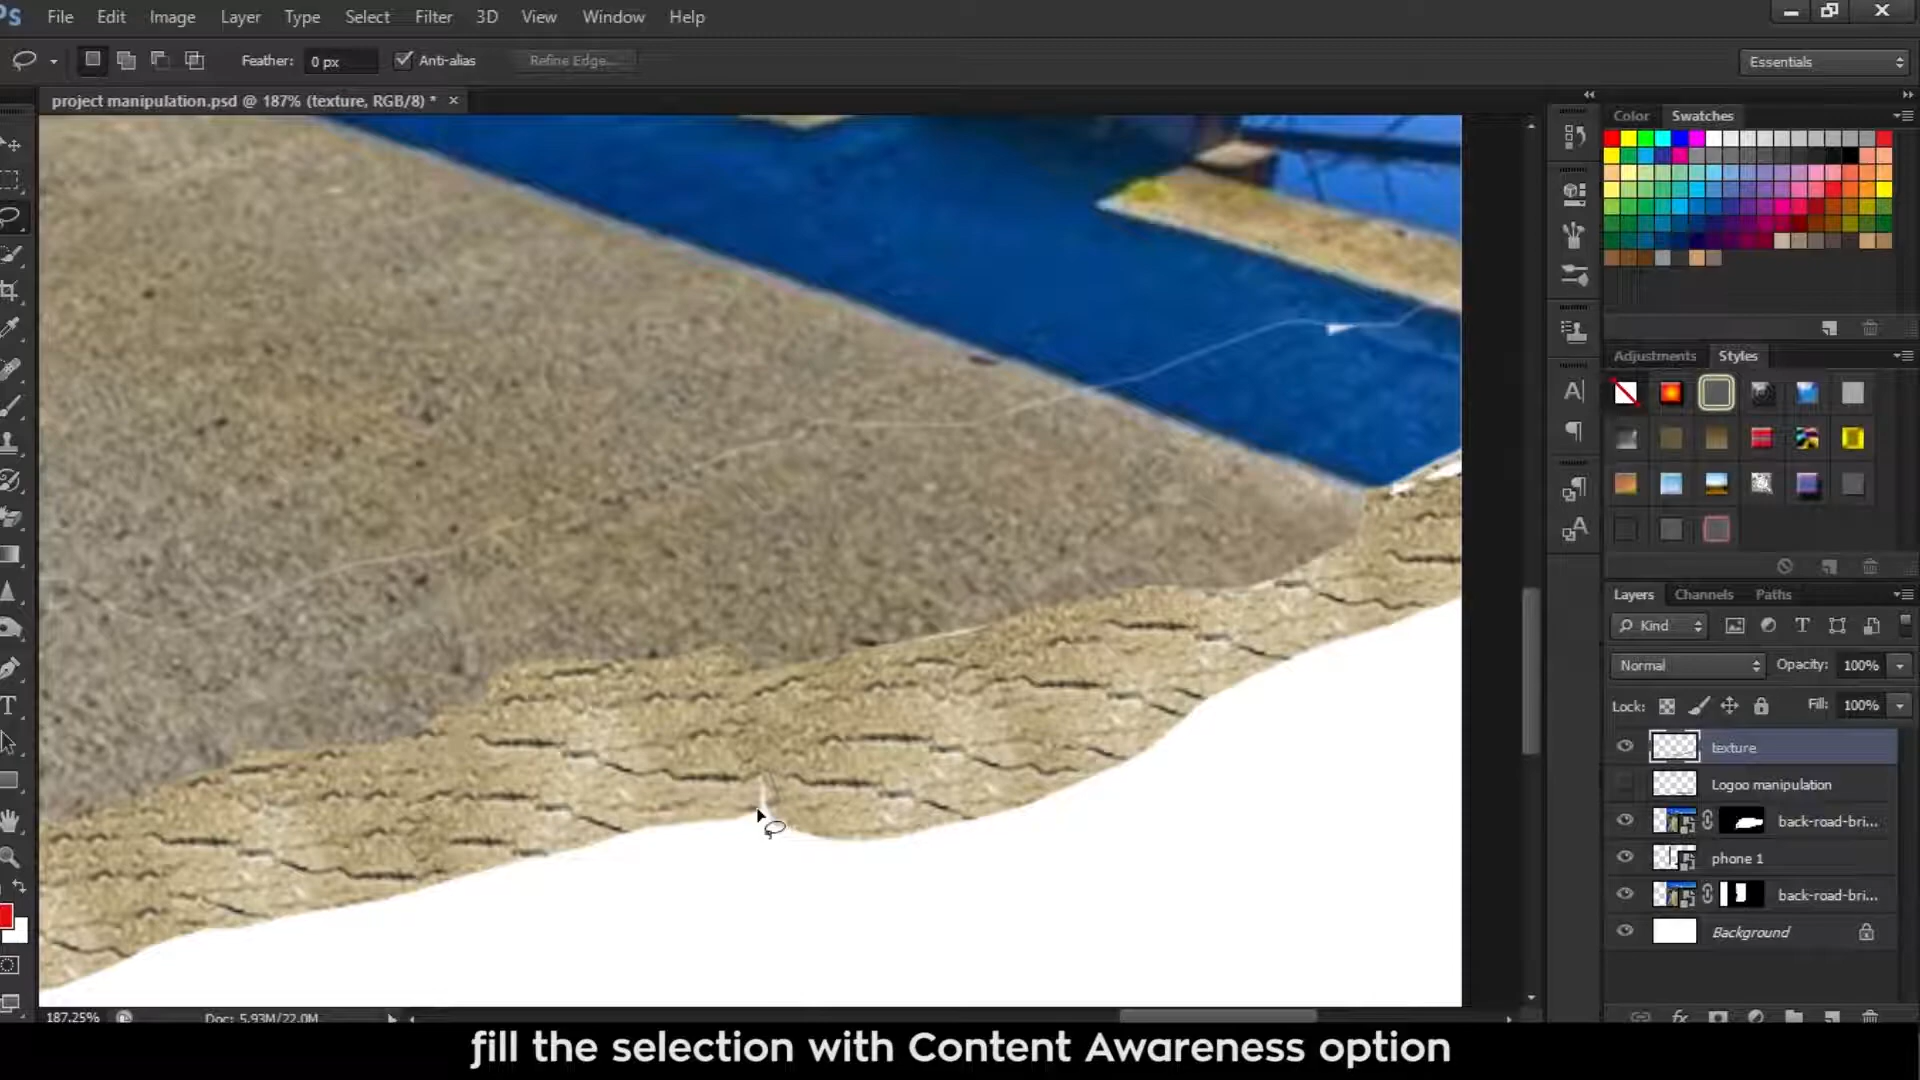 File Edit Image Layer Type Select Filter 3D View Window Help
Feather: 0 px Anti-alias Refine Edge... Essentials
project manipulation.psd @ 187% (texture, RGB/8) * ×
Color Swatches
Adjustments Styles
Layers Channels Paths
Kind
Normal Opacity: 100%
Lock: Fill: 100%
texture
Logoo manipulation
back-road-bri...
phone 1
back-road-bri...
Background
187.25% Doc: 5.93M/22.0M
fill the selection with Content Awareness option